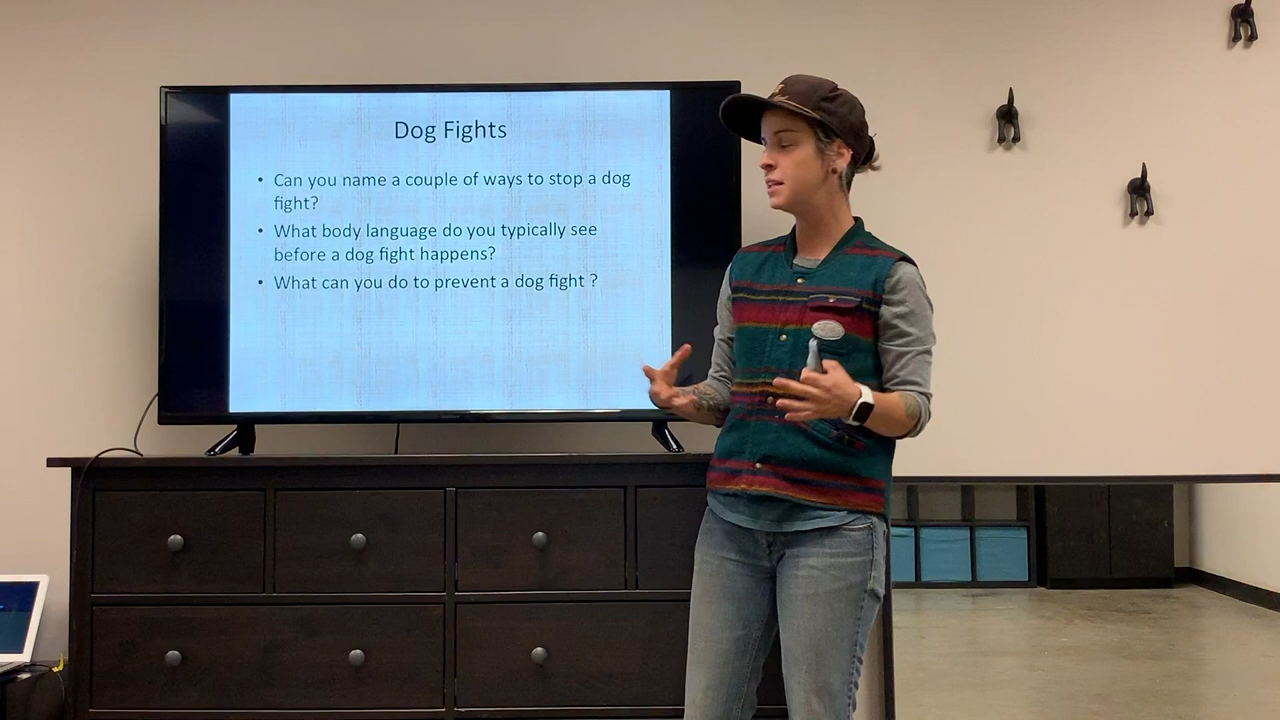 Dog Fights
• Can you name a couple of ways to stop a dog
fight?
• What body language do you typically see
before a dog fight happens?
• What can you do to prevent a dog fight ?